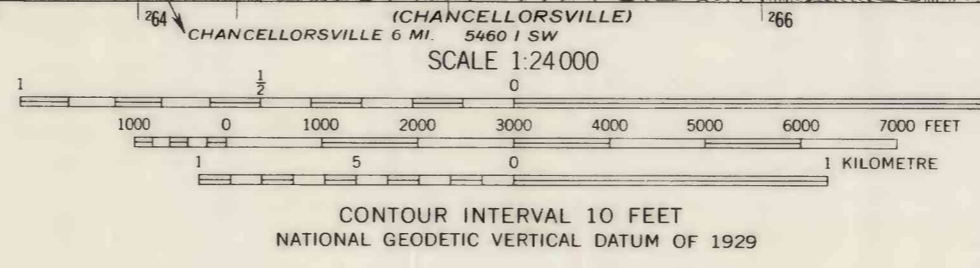 ²64 (CHANCELLORSVILLE) ²66
CHANCELLORSVILLE 6 MI. 5460 I SW
SCALE 1:24 000
1 ½ 0
1000 0 1000 2000 3000 4000 5000 6000 7000 FEET
1 5 0 1 KILOMETRE
CONTOUR INTERVAL 10 FEET
NATIONAL GEODETIC VERTICAL DATUM OF 1929